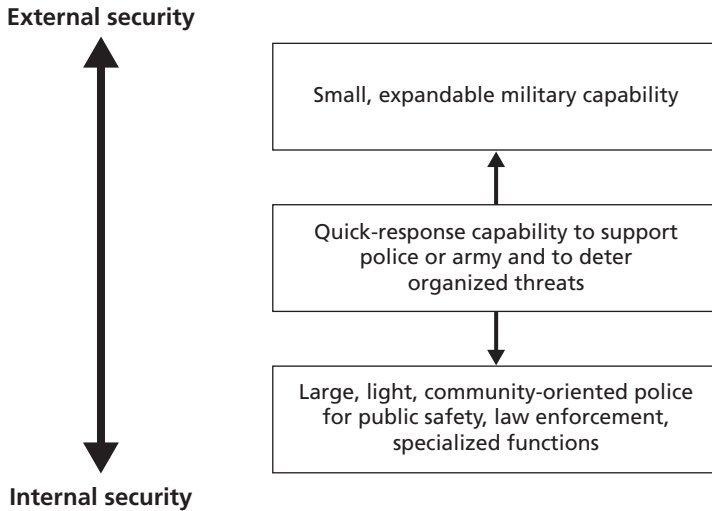 External security
Small, expandable military capability
Quick-response capability to support
police or army and to deter
organized threats
Large, light, community-oriented police
for public safety, law enforcement,
specialized functions
Internal security